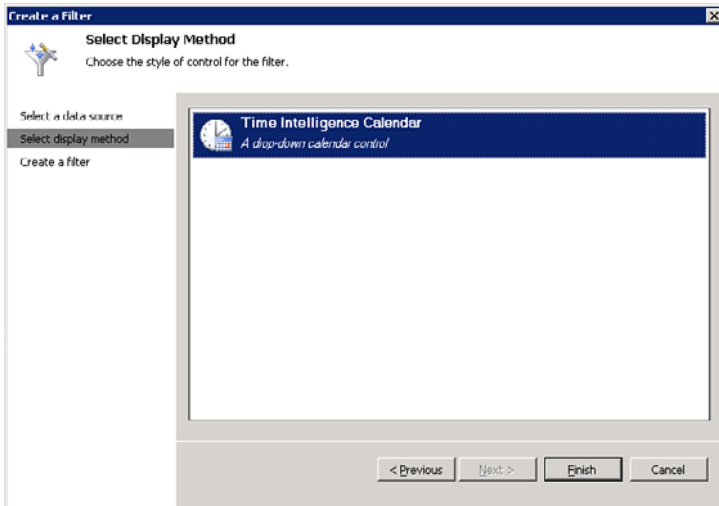 Create a Filter
Select Display Method
Choose the style of control for the filter.
Select a data source
Select display method
Create a filter
Time Intelligence Calendar
A drop-down calendar control
< Previous
Next >
Finish
Cancel